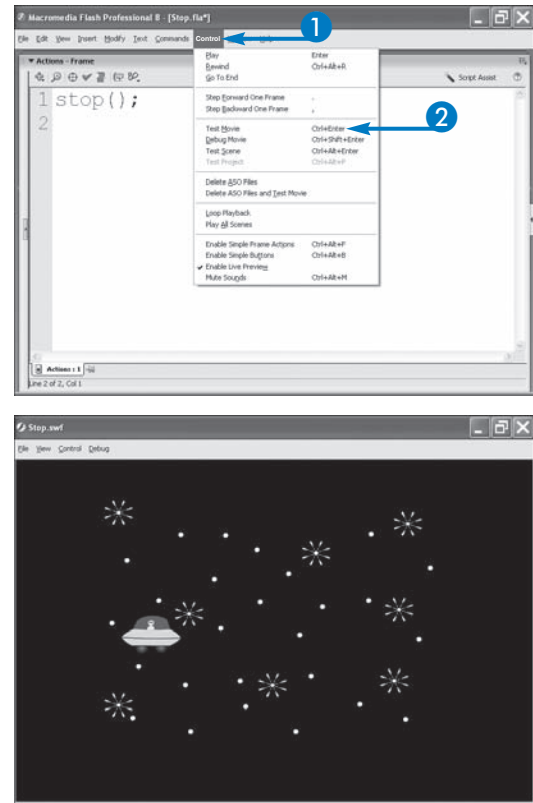 Macromedia Flash Professional 8 - [Stop.fla*]
File Edit View Insert Modify Text Commands Control
1
Actions - Frame
Script Assist
1 stop();
2
Play Enter
Rewind Ctrl+Alt+R
Go To End
Step Forward One Frame .
Step Backward One Frame ,
Test Movie Ctrl+Enter
2
Debug Movie Ctrl+Shift+Enter
Test Scene Ctrl+Alt+Enter
Test Project Ctrl+Alt+P
Delete ASO Files
Delete ASO Files and Test Movie
Loop Playback
Play All Scenes
Enable Simple Frame Actions Ctrl+Alt+F
Enable Simple Buttons Ctrl+Alt+B
Enable Live Preview
Mute Sounds Ctrl+Alt+M
Actions : 1
Line 2 of 2, Col 1
Stop.swf
File View Control Debug